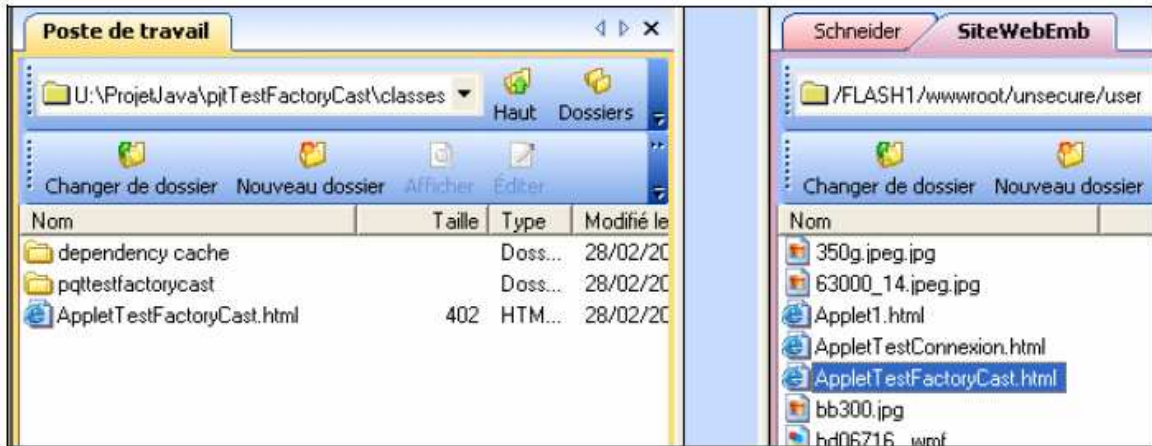 Poste de travail
U:\ProjetJava\pjtTestFactoryCast\classes
Haut Dossiers
Changer de dossier Nouveau dossier Afficher Éditer
Nom Taille Type Modifié le
dependency cache Doss... 28/02/20
pqttestfactorycast Doss... 28/02/20
AppletTestFactoryCast.html 402 HTM... 28/02/20
Schneider SiteWebEmb
/FLASH1/wwwroot/unsecure/user
Changer de dossier Nouveau dossier
Nom
350g.jpeg.jpg
63000_14.jpeg.jpg
Applet1.html
AppletTestConnexion.html
AppletTestFactoryCast.html
bb300.jpg
bd06716_.wmf